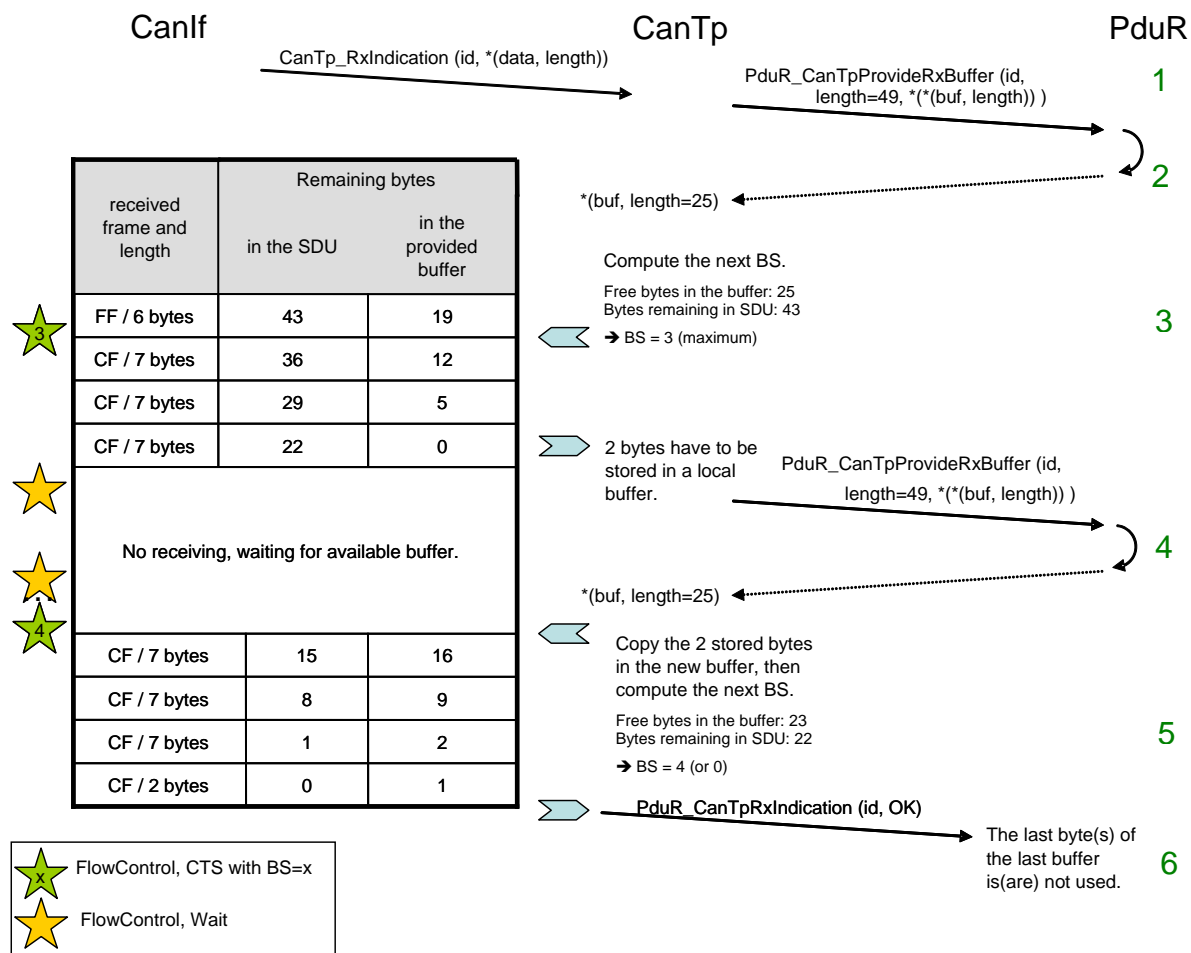 CanIf
CanTp
PduR
CanTp_RxIndication (id, *(data, length))
PduR_CanTpProvideRxBuffer (id,
length=49, *(*(buf, length)) )
1
2
*(buf, length=25)
received
frame and
length
Remaining bytes
in the SDU
in the
provided
buffer
Compute the next BS.
Free bytes in the buffer: 25
Bytes remaining in SDU: 43
➔ BS = 3 (maximum)
3
3
FF / 6 bytes 43 19
CF / 7 bytes 36 12
CF / 7 bytes 29 5
CF / 7 bytes 22 0
2 bytes have to be
stored in a local
buffer.
PduR_CanTpProvideRxBuffer (id,
length=49, *(*(buf, length)) )
4
No receiving, waiting for available buffer.
*(buf, length=25)
4
CF / 7 bytes 15 16
CF / 7 bytes 8 9
CF / 7 bytes 1 2
CF / 2 bytes 0 1
Copy the 2 stored bytes
in the new buffer, then
compute the next BS.
Free bytes in the buffer: 23
Bytes remaining in SDU: 22
➔ BS = 4 (or 0)
5
PduR_CanTpRxIndication (id, OK)
The last byte(s) of
the last buffer
is(are) not used.
6
x FlowControl, CTS with BS=x
FlowControl, Wait